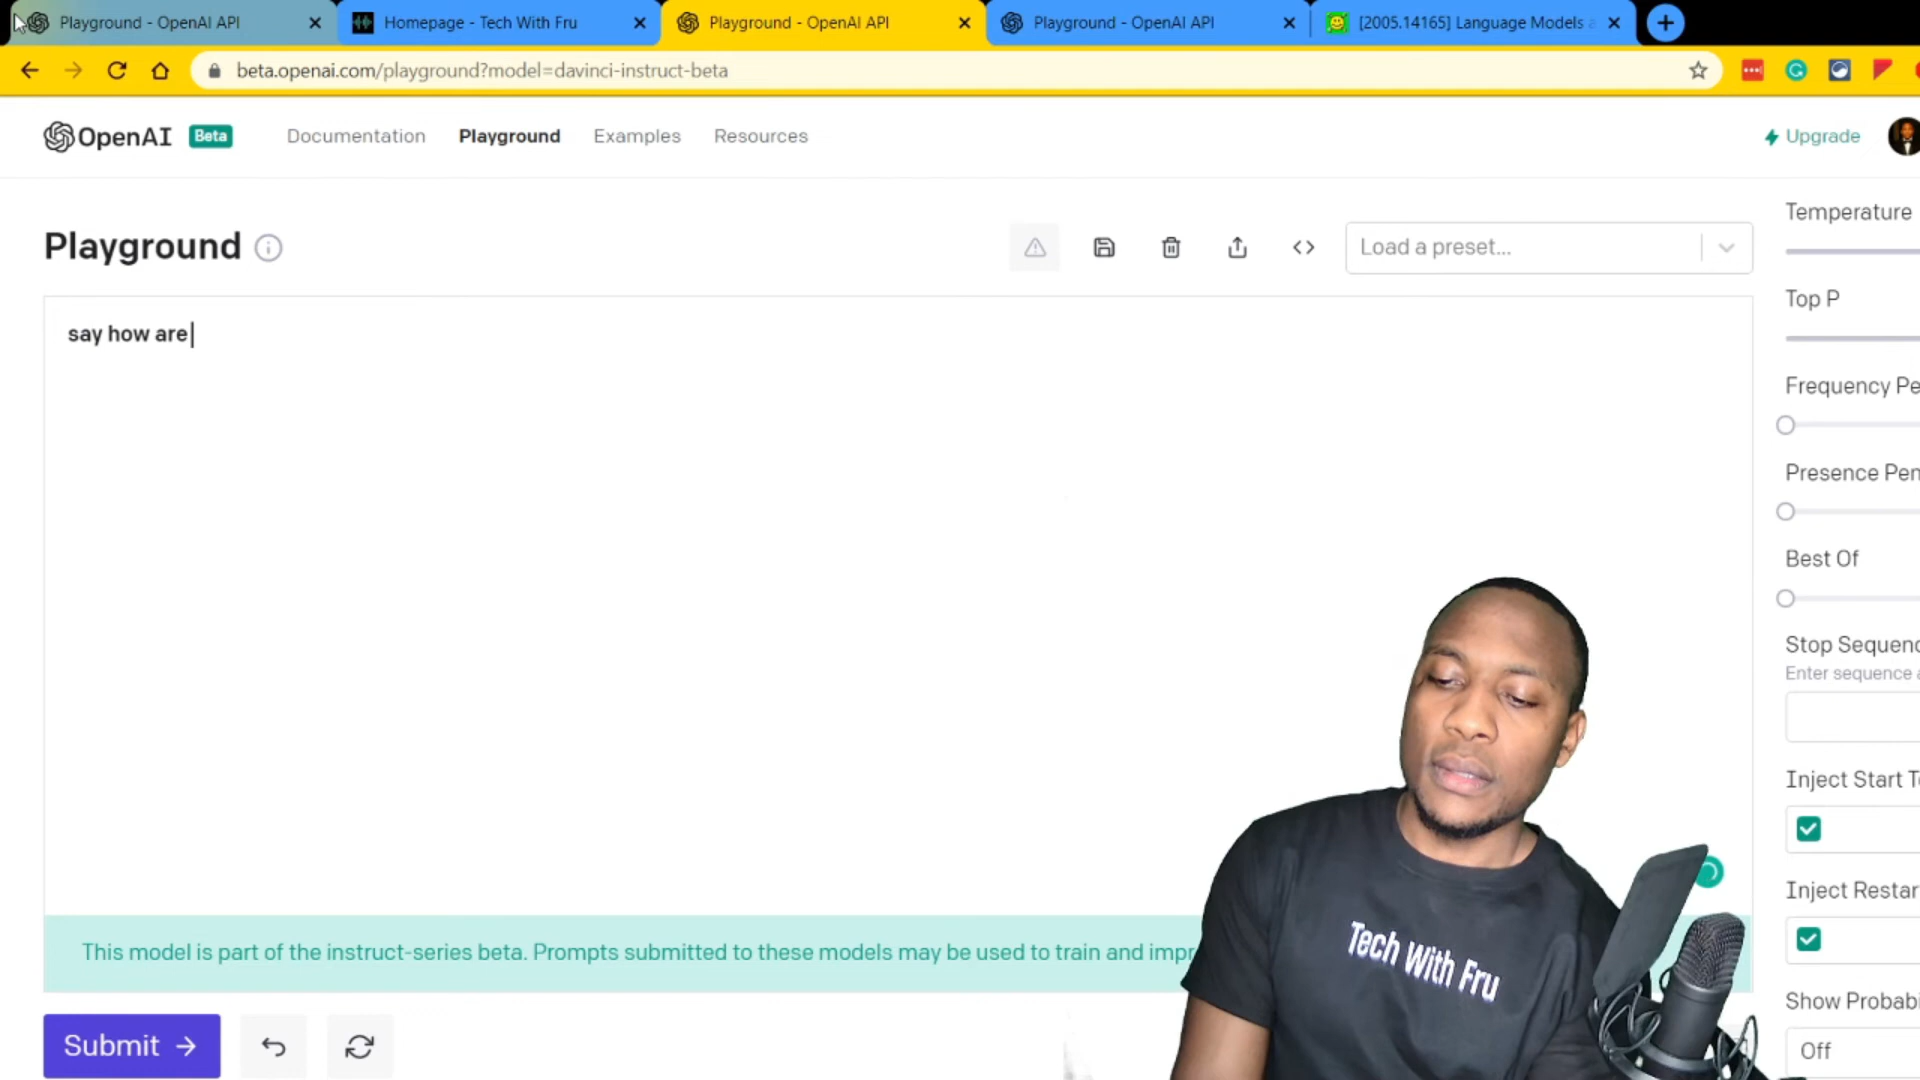 Playground - OpenAI API
Homepage - Tech With Fru
Playground - OpenAI API
Playground - OpenAI API
[2005.14165] Language Models
beta.openai.com/playground?model=davinci-instruct-beta
OpenAI Beta Documentation Playground Examples Resources Upgrade
Temperature
Playground
Load a preset...
Top P
say how are
Frequency Pe
Presence Pen
Best Of
Stop Sequenc
Enter sequence a
Inject Start T
Inject Restar
Tech With Fru
This model is part of the instruct-series beta. Prompts submitted to these models may be used to train and impr
Show Probabi
Submit
Off